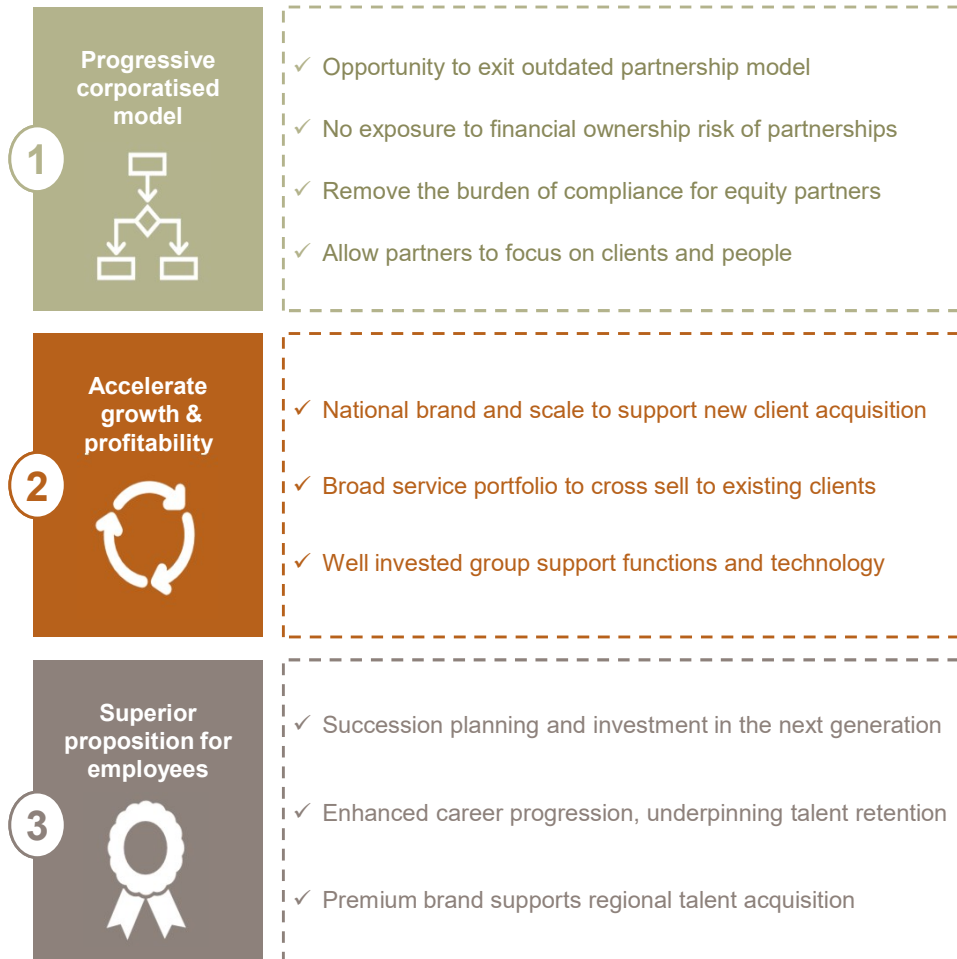 Progressive
corporatised
model
1
✓ Opportunity to exit outdated partnership model
✓ No exposure to financial ownership risk of partnerships
✓ Remove the burden of compliance for equity partners
✓ Allow partners to focus on clients and people
Accelerate
growth &
profitability
2
✓ National brand and scale to support new client acquisition
✓ Broad service portfolio to cross sell to existing clients
✓ Well invested group support functions and technology
Superior
proposition for
employees
3
✓ Succession planning and investment in the next generation
✓ Enhanced career progression, underpinning talent retention
✓ Premium brand supports regional talent acquisition